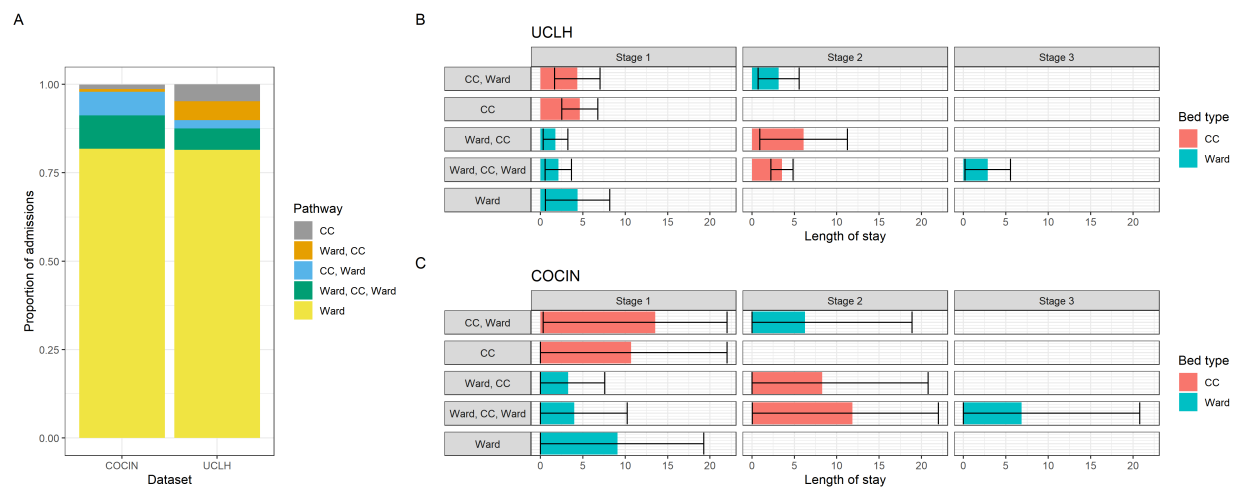 A
1.00
0.75
0.50
0.25
0.00
Proportion of admissions
COCIN
UCLH
Dataset
Pathway
CC
Ward, CC
CC, Ward
Ward, CC, Ward
Ward
B
UCLH
Stage 1
Stage 2
Stage 3
CC, Ward
CC
Ward, CC
Ward, CC, Ward
Ward
0 5 10 15 20
0 5 10 15 20
0 5 10 15 20
Length of stay
Bed type
CC
Ward
C
COCIN
Stage 1
Stage 2
Stage 3
CC, Ward
CC
Ward, CC
Ward, CC, Ward
Ward
0 5 10 15 20
0 5 10 15 20
0 5 10 15 20
Length of stay
Bed type
CC
Ward